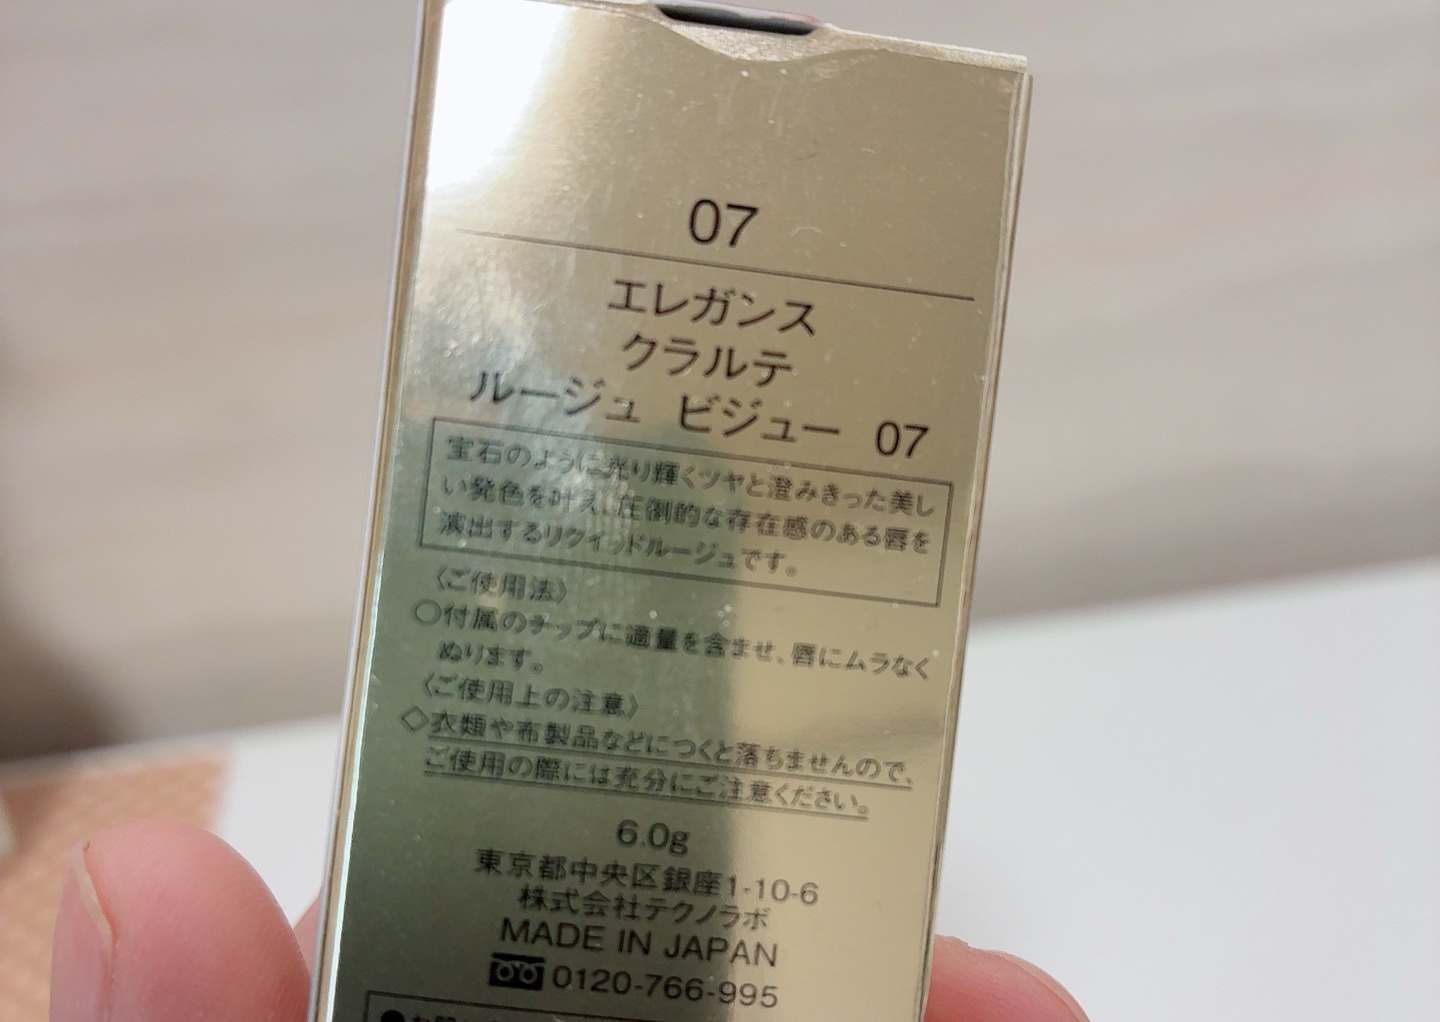 07
エレガンス
クラルテ
ルージュ ビジュー 07
宝石のように光り輝くツヤと澄みきった美し
い発色を叶え、圧倒的な存在感のある唇を
演出するリクイッドルージュです。
〈ご使用法〉
○付属のチップに適量を含ませ、唇にムラなく
ぬります。
〈ご使用上の注意〉
◇衣類や布製品などにつくと落ちませんので、
ご使用の際には充分にご注意ください。
6.0g
東京都中央区銀座1-10-6
株式会社テクノラボ
MADE IN JAPAN
0120-766-995